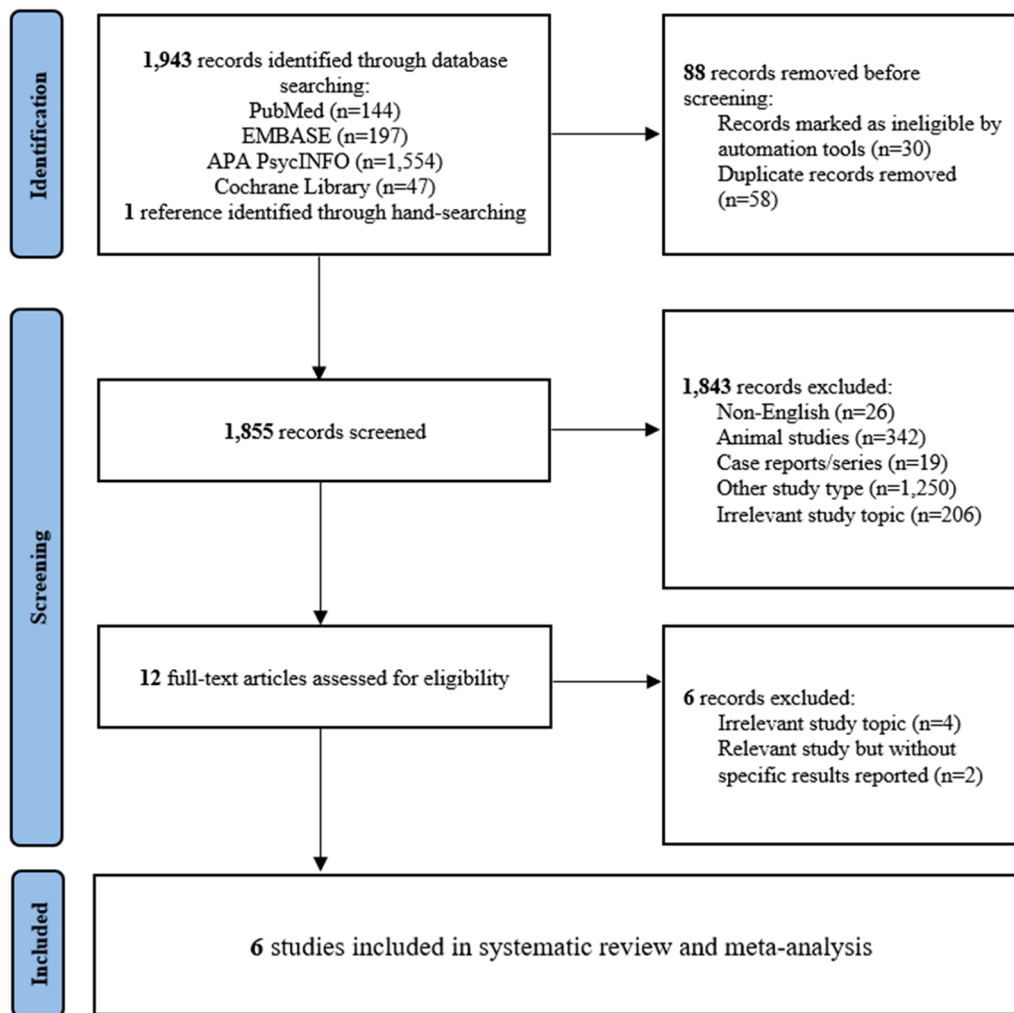 Identification
1,943 records identified through database
searching:
PubMed (n=144)
EMBASE (n=197)
APA PsycINFO (n=1,554)
Cochrane Library (n=47)
1 reference identified through hand-searching
88 records removed before
screening:
Records marked as ineligible by
automation tools (n=30)
Duplicate records removed
(n=58)
Screening
1,855 records screened
1,843 records excluded:
Non-English (n=26)
Animal studies (n=342)
Case reports/series (n=19)
Other study type (n=1,250)
Irrelevant study topic (n=206)
12 full-text articles assessed for eligibility
6 records excluded:
Irrelevant study topic (n=4)
Relevant study but without
specific results reported (n=2)
Included
6 studies included in systematic review and meta-analysis